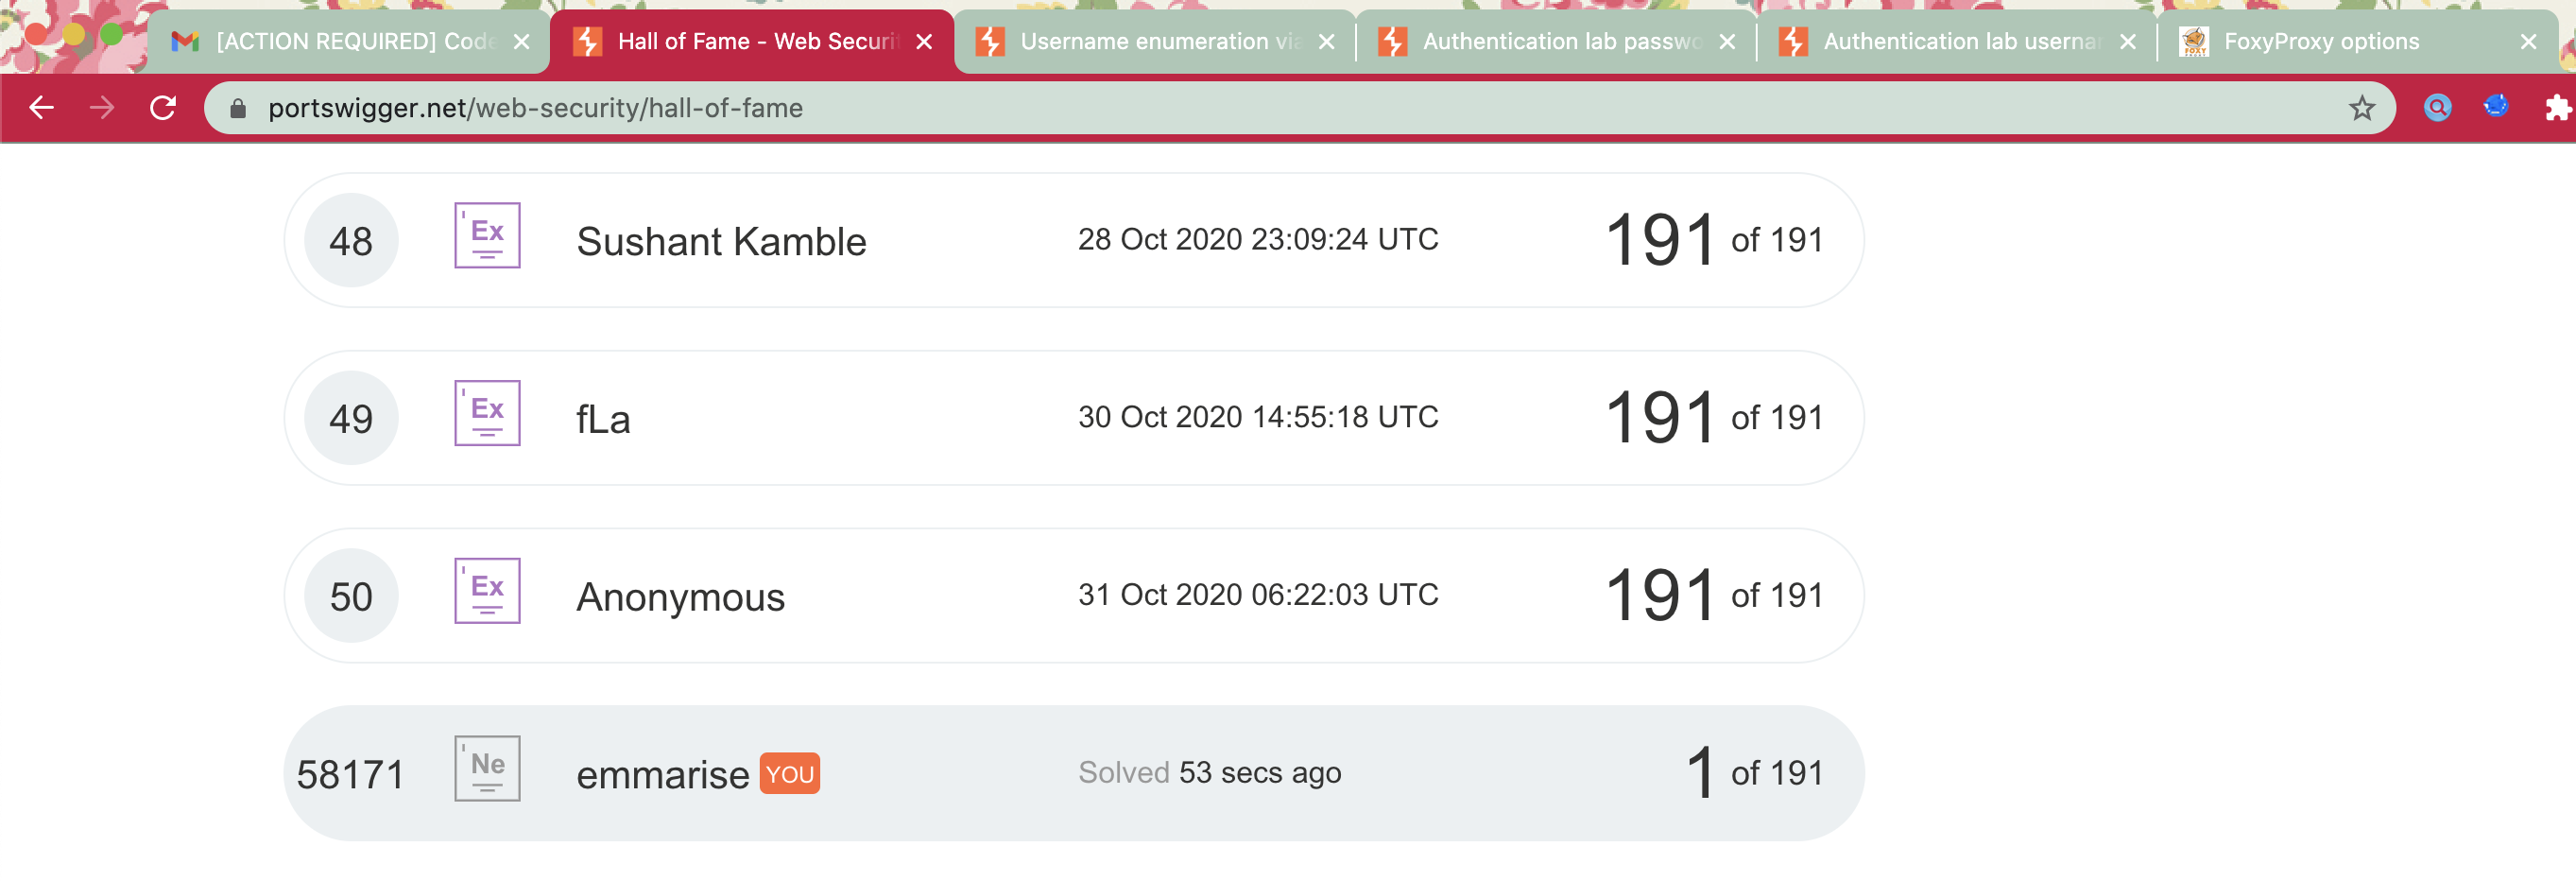 [ACTION REQUIRED] Code
Hall of Fame - Web Securit
Username enumeration via
Authentication lab passwo
Authentication lab userna
FoxyProxy options
portswigger.net/web-security/hall-of-fame
48 Ex Sushant Kamble 28 Oct 2020 23:09:24 UTC 191 of 191
49 Ex fLa 30 Oct 2020 14:55:18 UTC 191 of 191
50 Ex Anonymous 31 Oct 2020 06:22:03 UTC 191 of 191
58171 Ne emmarise YOU Solved 53 secs ago 1 of 191